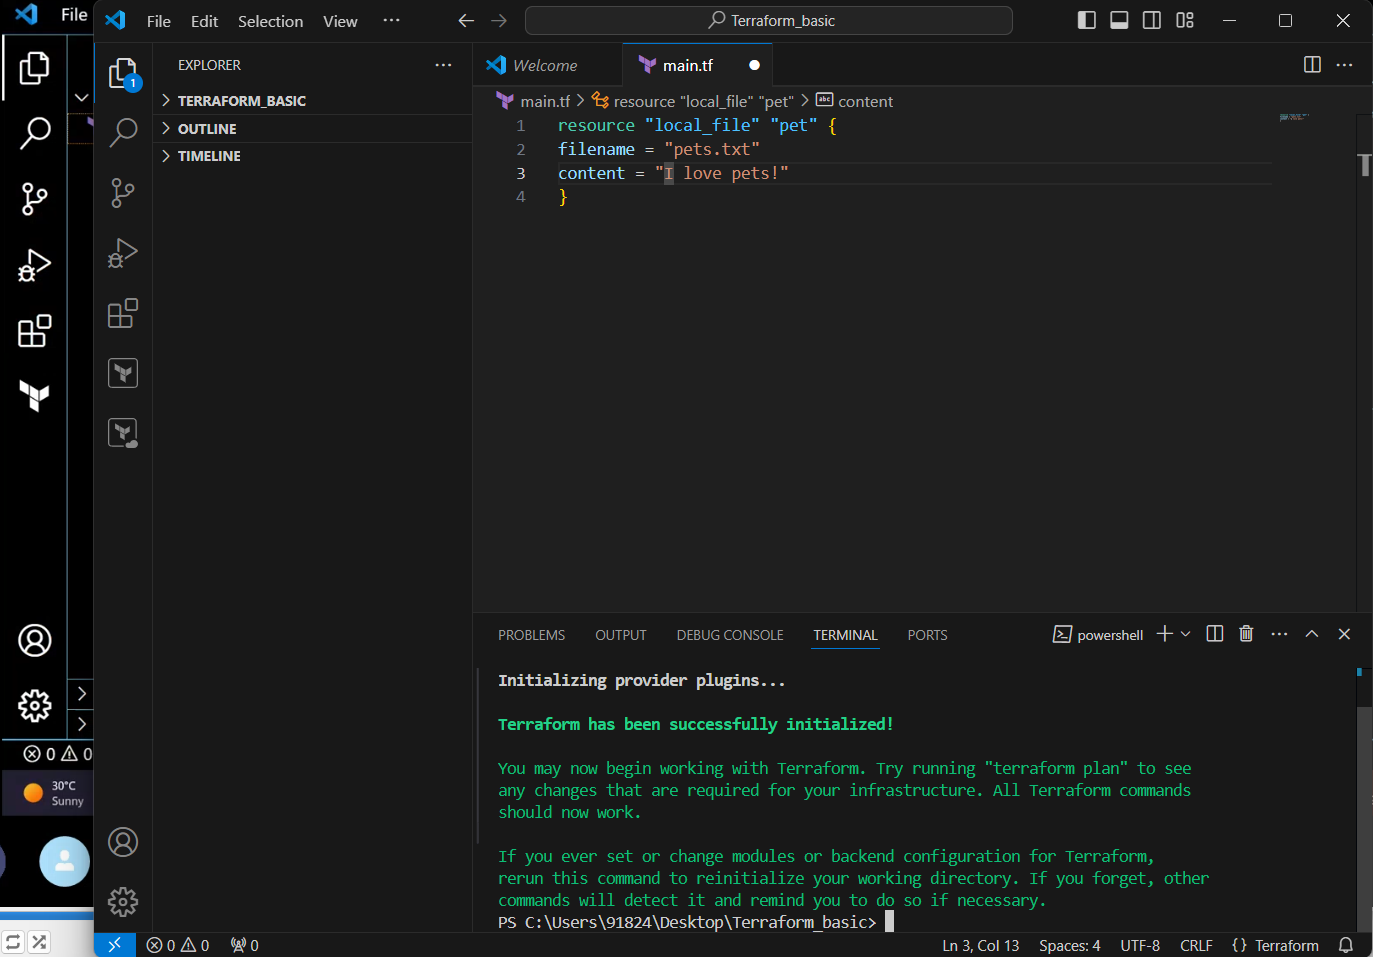 File
File Edit Selection View ...
Terraform_basic
EXPLORER
1
TERRAFORM_BASIC
OUTLINE
TIMELINE
Welcome
main.tf
main.tf > resource "local_file" "pet" > abc content
1 resource "local_file" "pet" {
2 filename = "pets.txt"
3 content = "I love pets!"
4 }
PROBLEMS OUTPUT DEBUG CONSOLE TERMINAL PORTS
powershell
Initializing provider plugins...
Terraform has been successfully initialized!
You may now begin working with Terraform. Try running "terraform plan" to see
any changes that are required for your infrastructure. All Terraform commands
should now work.
If you ever set or change modules or backend configuration for Terraform,
rerun this command to reinitialize your working directory. If you forget, other
commands will detect it and remind you to do so if necessary.
PS C:\Users\91824\Desktop\Terraform_basic>
0 0 0
Ln 3, Col 13 Spaces: 4 UTF-8 CRLF {} Terraform
0 0
30°C
Sunny